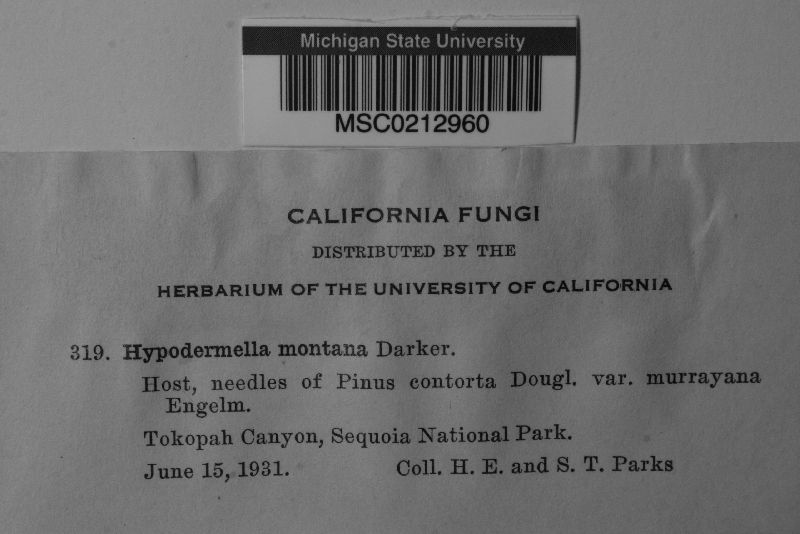 Michigan State University
MSC0212960
CALIFORNIA FUNGI
DISTRIBUTED BY THE
HERBARIUM OF THE UNIVERSITY OF CALIFORNIA
319. Hypodermella montana Darker.
Host, needles of Pinus contorta Dougl. var. murrayana
Engelm.
Tokopah Canyon, Sequoia National Park.
June 15, 1931. Coll. H. E. and S. T. Parks